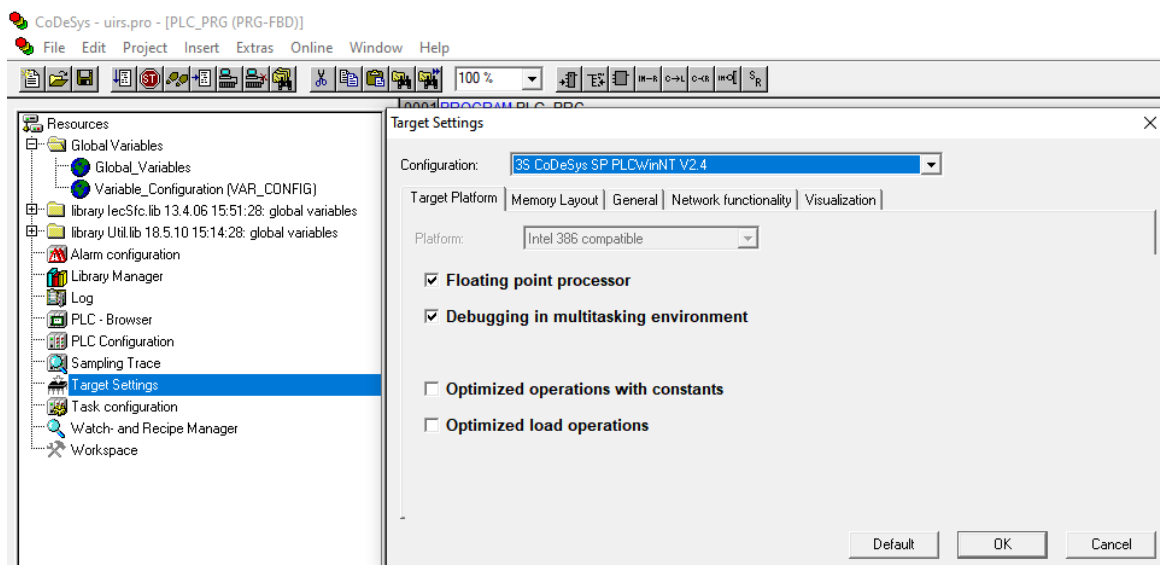 CoDeSys - uirs.pro - [PLC_PRG (PRG-FBD)]
File Edit Project Insert Extras Online Window Help
100 %
0001 PROGRAM PLC_PRG
Resources
Global Variables
Global_Variables
Variable_Configuration (VAR_CONFIG)
library IecSfc.lib 13.4.06 15:51:28: global variables
library Util.lib 18.5.10 15:14:28: global variables
Alarm configuration
Library Manager
Log
PLC - Browser
PLC Configuration
Sampling Trace
Target Settings
Task configuration
Watch- and Recipe Manager
Workspace
Target Settings
Configuration: 3S CoDeSys SP PLCWinNT V2.4
Target Platform Memory Layout General Network functionality Visualization
Platform: Intel 386 compatible
Floating point processor
Debugging in multitasking environment
Optimized operations with constants
Optimized load operations
Default OK Cancel